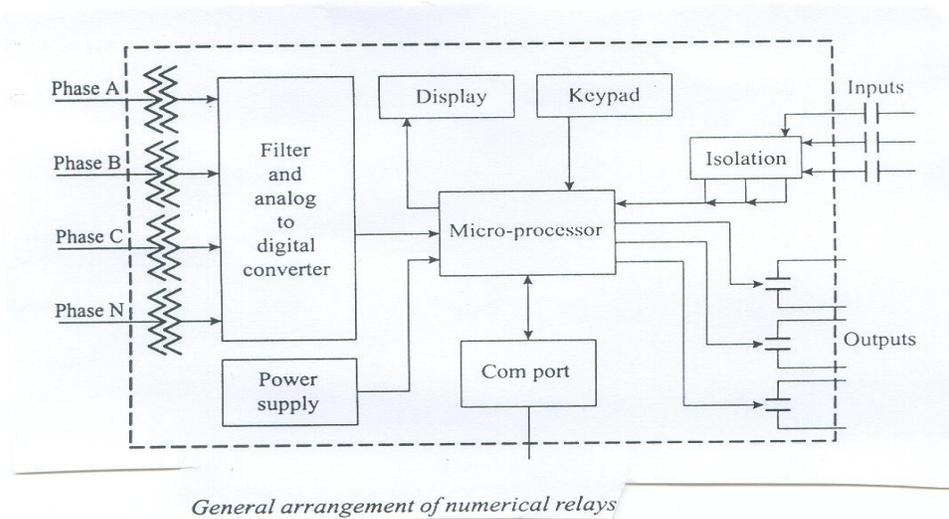 Phase A
Phase B
Phase C
Phase N
Filter
and
analog
to
digital
converter
Power
supply
Display
Keypad
Micro-processor
Com port
Isolation
Inputs
Outputs
General arrangement of numerical relays